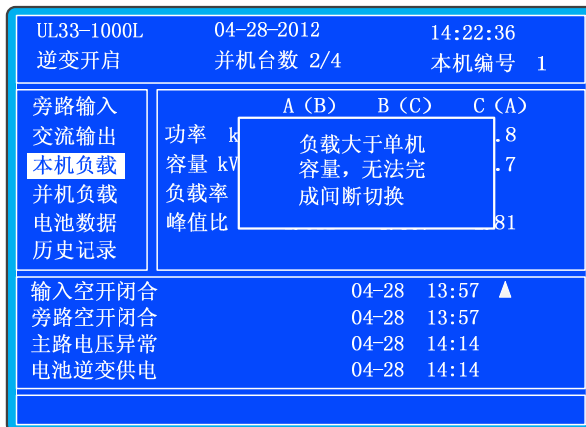 UL33-1000L 04-28-2012 14:22:36
逆变开启 并机台数 2/4 本机编号 1
旁路输入
交流输出
本机负载
并机负载
电池数据
历史记录
A(B) B(C) C(A)
功率 k .8
容量 kV .7
负载率
峰值比 .81
负载大于单机
容量,无法完
成间断切换
输入空开闭合 04-28 13:57
旁路空开闭合 04-28 13:57
主路电压异常 04-28 14:14
电池逆变供电 04-28 14:14